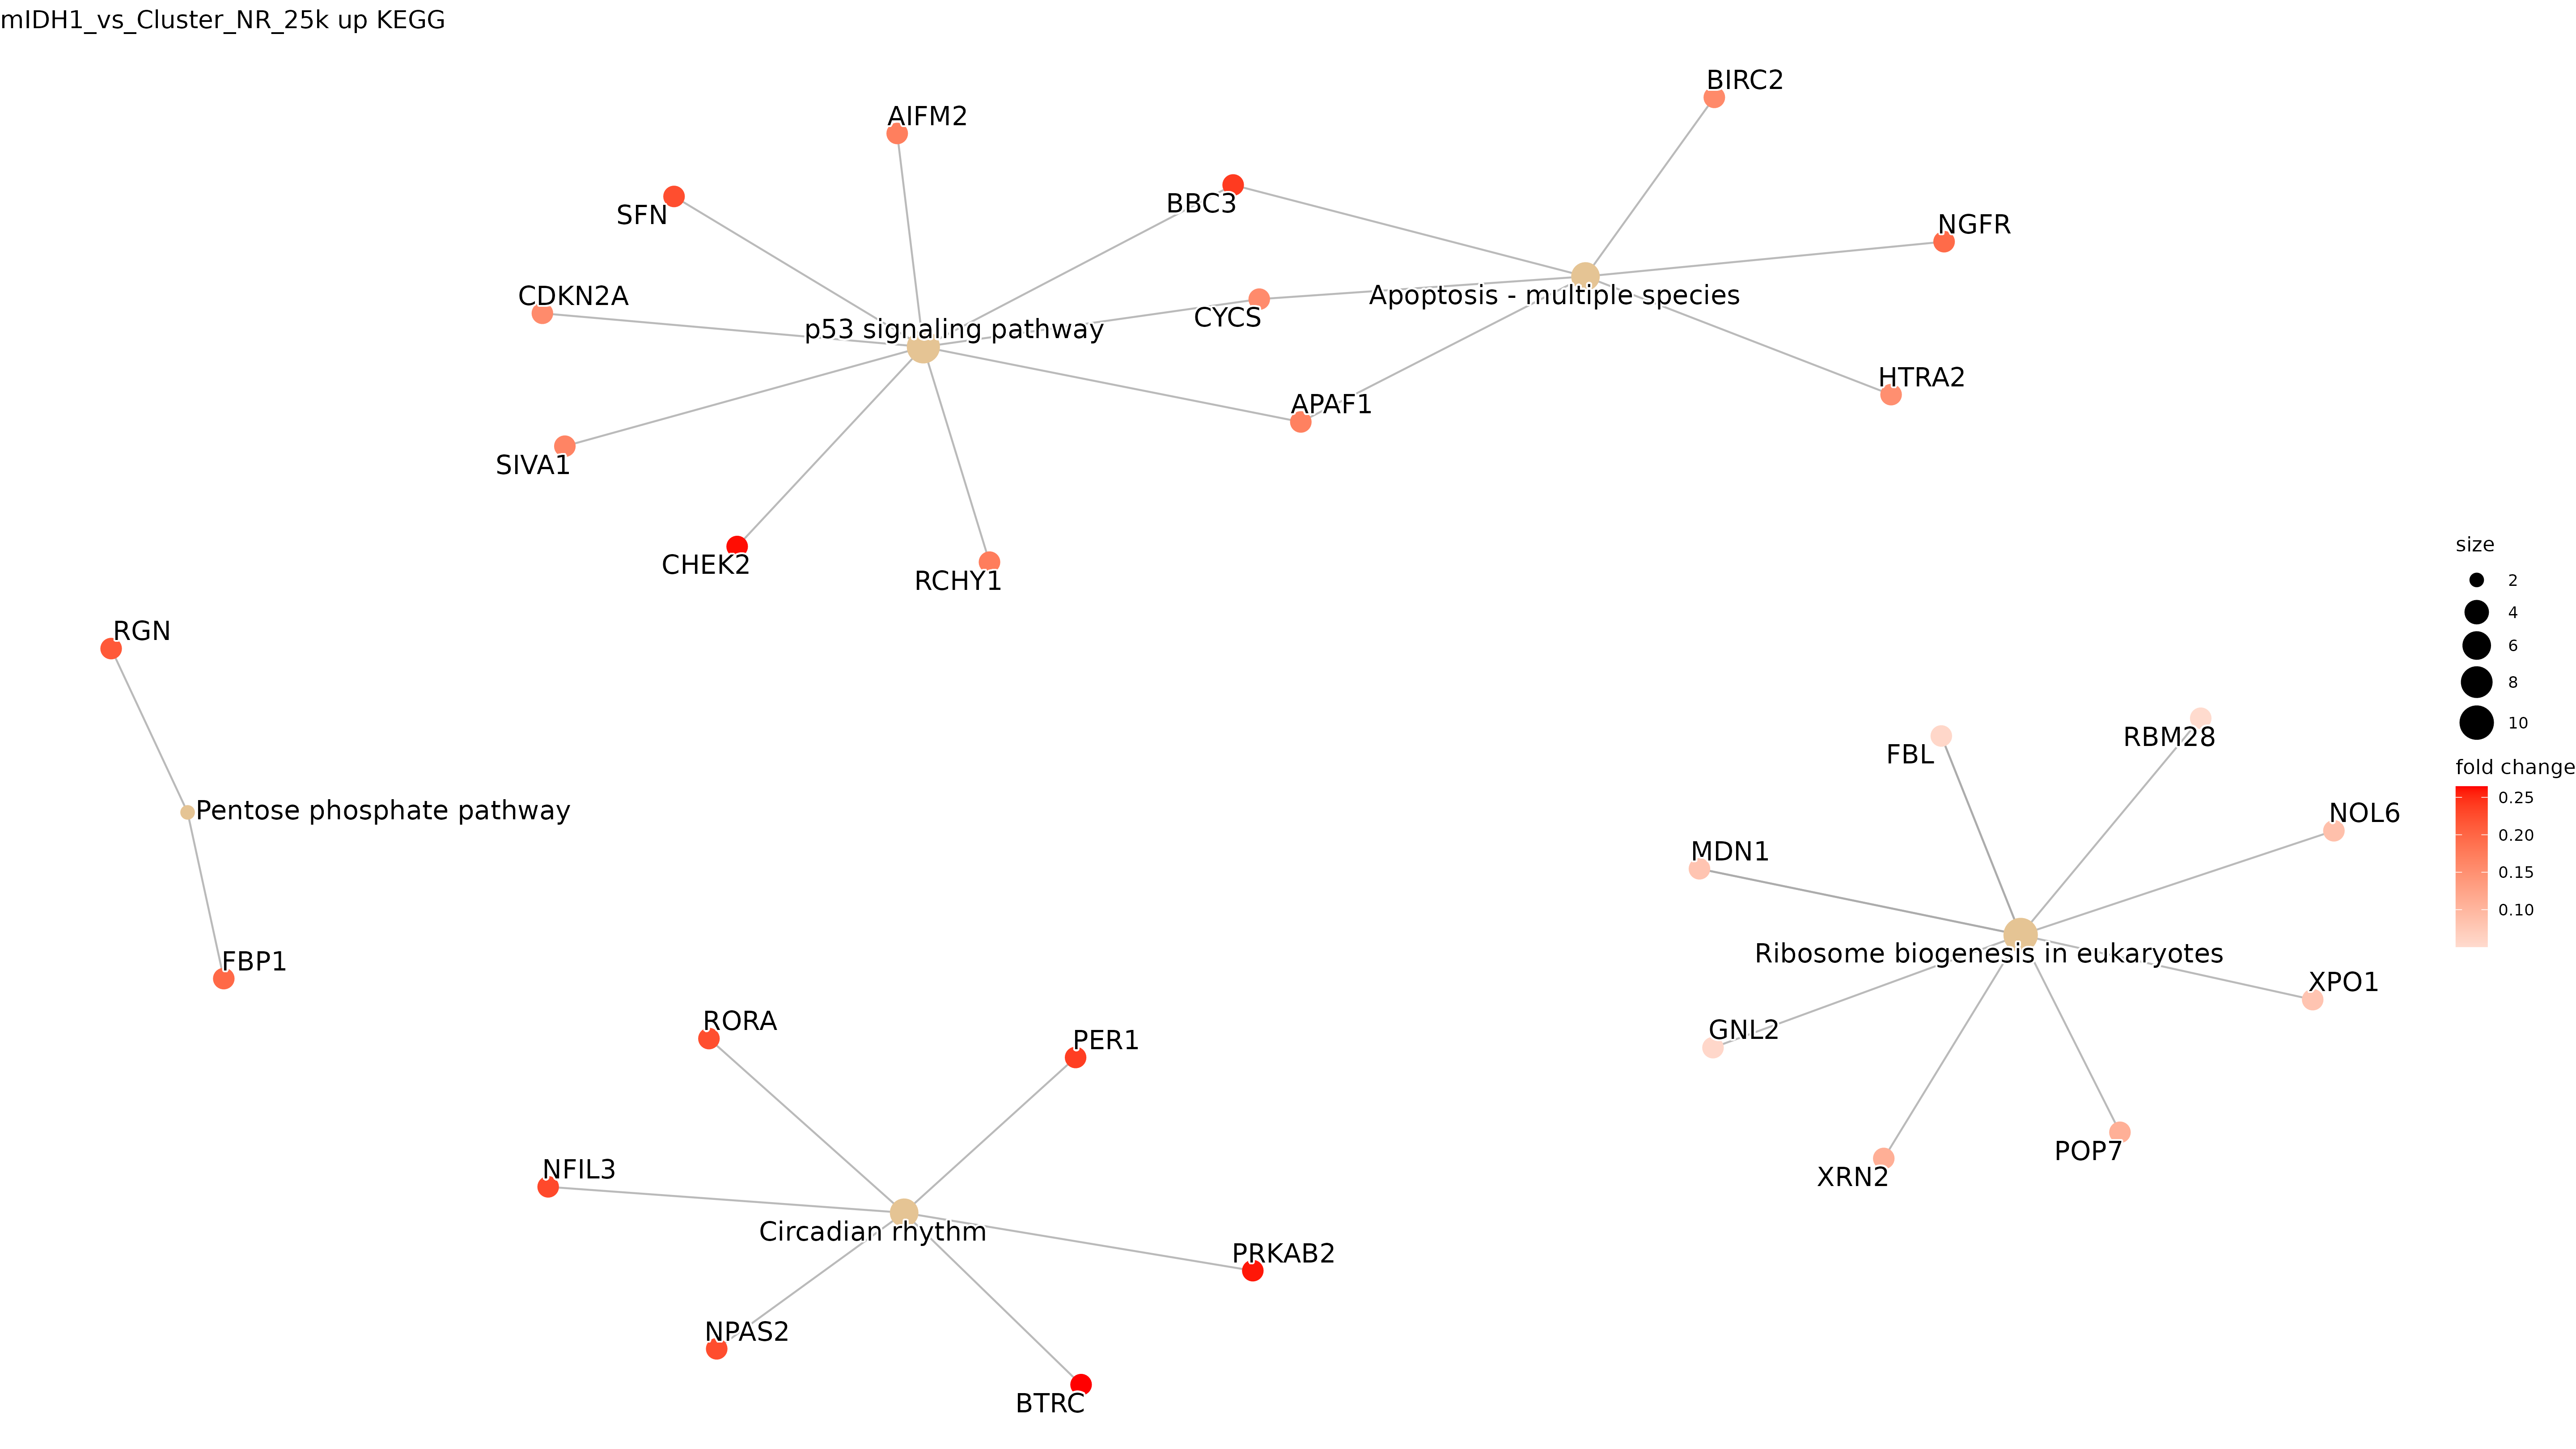 mIDH1_vs_Cluster_NR_25k up KEGG
BIRC2
AIFM2
SFN
BBC3
NGFR
CDKN2A
CYCS
Apoptosis - multiple species
p53 signaling pathway
HTRA2
APAF1
SIVA1
CHEK2
RCHY1
RGN
Pentose phosphate pathway
FBP1
FBL
RBM28
NOL6
MDN1
Ribosome biogenesis in eukaryotes
XPO1
GNL2
POP7
XRN2
RORA
PER1
NFIL3
Circadian rhythm
PRKAB2
NPAS2
BTRC
size
2
4
6
8
10
fold change
0.25
0.20
0.15
0.10